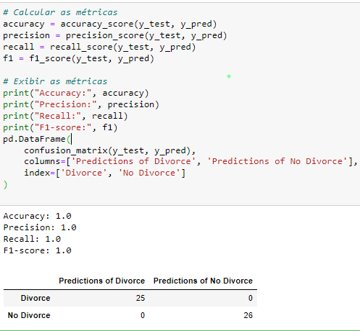 # Calcular as métricas
accuracy = accuracy_score(y_test, y_pred)
precision = precision_score(y_test, y_pred)
recall = recall_score(y_test, y_pred)
f1 = f1_score(y_test, y_pred)
# Exibir as métricas
print("Accuracy:", accuracy)
print("Precision:", precision)
print("Recall:", recall)
print("F1-score:", f1)
pd.DataFrame(
    confusion_matrix(y_test, y_pred),
    columns=['Predictions of Divorce', 'Predictions of No Divorce'],
    index=['Divorce', 'No Divorce']
)
Accuracy: 1.0
Precision: 1.0
Recall: 1.0
F1-score: 1.0
Predictions of Divorce Predictions of No Divorce
Divorce 25 0
No Divorce 0 26